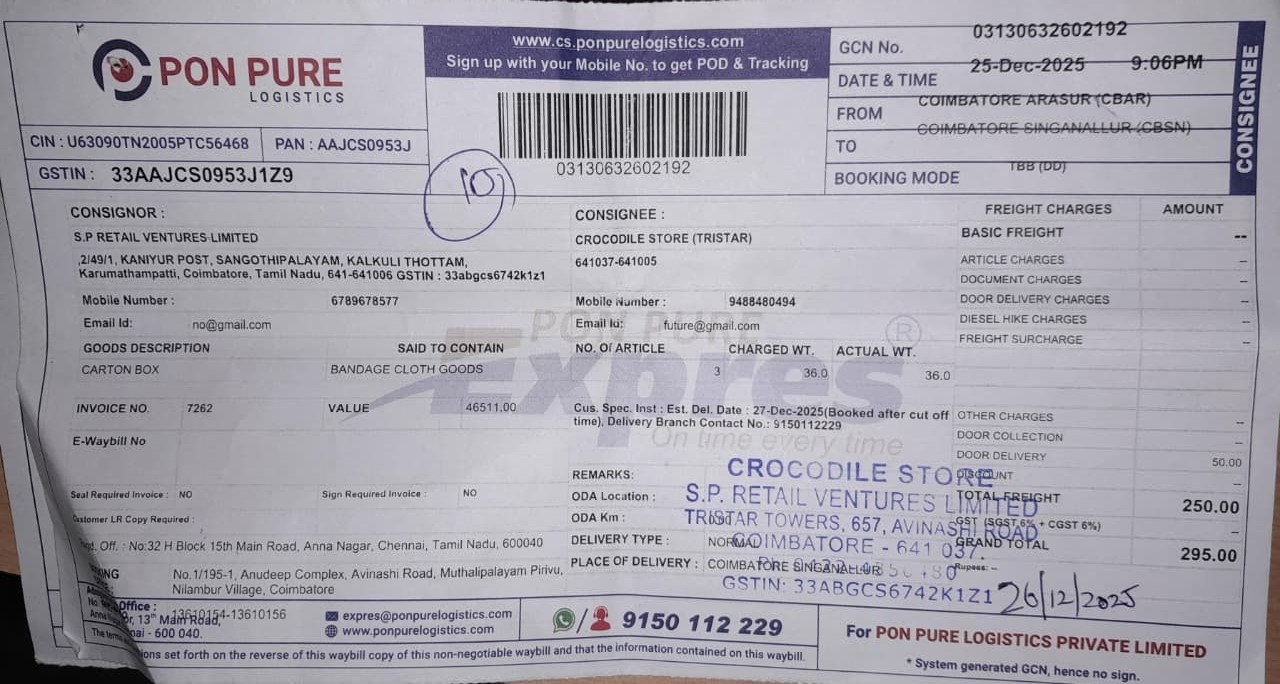 PON PURE
LOGISTICS
www.cs.ponpurelogistics.com
Sign up with your Mobile No. to get POD & Tracking
03130632602192
GCN No. 03130632602192
DATE & TIME 25-Dec-2025 9:06PM
FROM COIMBATORE ARASUR (CBAR)
TO COIMBATORE SINGANALLUR (CBSN)
BOOKING MODE TBB (DD)
CONSIGNEE
CIN : U63090TN2005PTC56468 PAN : AAJCS0953J
GSTIN : 33AAJCS0953J1Z9
10
CONSIGNOR :
S.P RETAIL VENTURES LIMITED
,2/49/1, KANIYUR POST, SANGOTHIPALAYAM, KALKULI THOTTAM,
Karumathampatti, Coimbatore, Tamil Nadu, 641-641006 GSTIN : 33abgcs6742k1z1
Mobile Number : 6789678577
Email Id: no@gmail.com
CONSIGNEE :
CROCODILE STORE (TRISTAR)
641037-641005
Mobile Number : 9488480494
Email Id: future@gmail.com
PON PURE
Expres ®
On time every time
GOODS DESCRIPTION SAID TO CONTAIN NO. Of ARTICLE CHARGED WT. ACTUAL WT.
CARTON BOX BANDAGE CLOTH GOODS 3 36.0 36.0
INVOICE NO. 7262 VALUE 46511.00
E-Waybill No
Cus. Spec. Inst : Est. Del. Date : 27-Dec-2025(Booked after cut off
time), Delivery Branch Contact No.: 9150112229
Seal Required Invoice : NO Sign Required Invoice : NO
Customer LR Copy Required :
REMARKS:
ODA Location :
ODA Km :
DELIVERY TYPE : NORMAL
PLACE OF DELIVERY : COIMBATORE SINGANALLUR
FREIGHT CHARGES AMOUNT
BASIC FREIGHT --
ARTICLE CHARGES --
DOCUMENT CHARGES --
DOOR DELIVERY CHARGES --
DIESEL HIKE CHARGES --
FREIGHT SURCHARGE --
OTHER CHARGES --
DOOR COLLECTION --
DOOR DELIVERY 50.00
DISCOUNT --
TOTAL FREIGHT 250.00
GST (SGST 6% + CGST 6%)
GRAND TOTAL 295.00
Rupees: --
CROCODILE STORE
S.P. RETAIL VENTURES LIMITED
TRISTAR TOWERS, 657, AVINASHI ROAD,
COIMBATORE - 641 037.
GSTIN: 33ABGCS6742K1Z1
26/12/2025
Off. : No:32 H Block 15th Main Road, Anna Nagar, Chennai, Tamil Nadu, 600040
No.1/195-1, Anudeep Complex, Avinashi Road, Muthalipalayam Pirivu,
Nilambur Village, Coimbatore
Office : 13610154-13610156
13th Main Road,
600 040.
expres@ponpurelogistics.com
www.ponpurelogistics.com
9150 112 229
For PON PURE LOGISTICS PRIVATE LIMITED
* System generated GCN, hence no sign.
set forth on the reverse of this waybill copy of this non-negotiable waybill and that the information contained on this waybill.